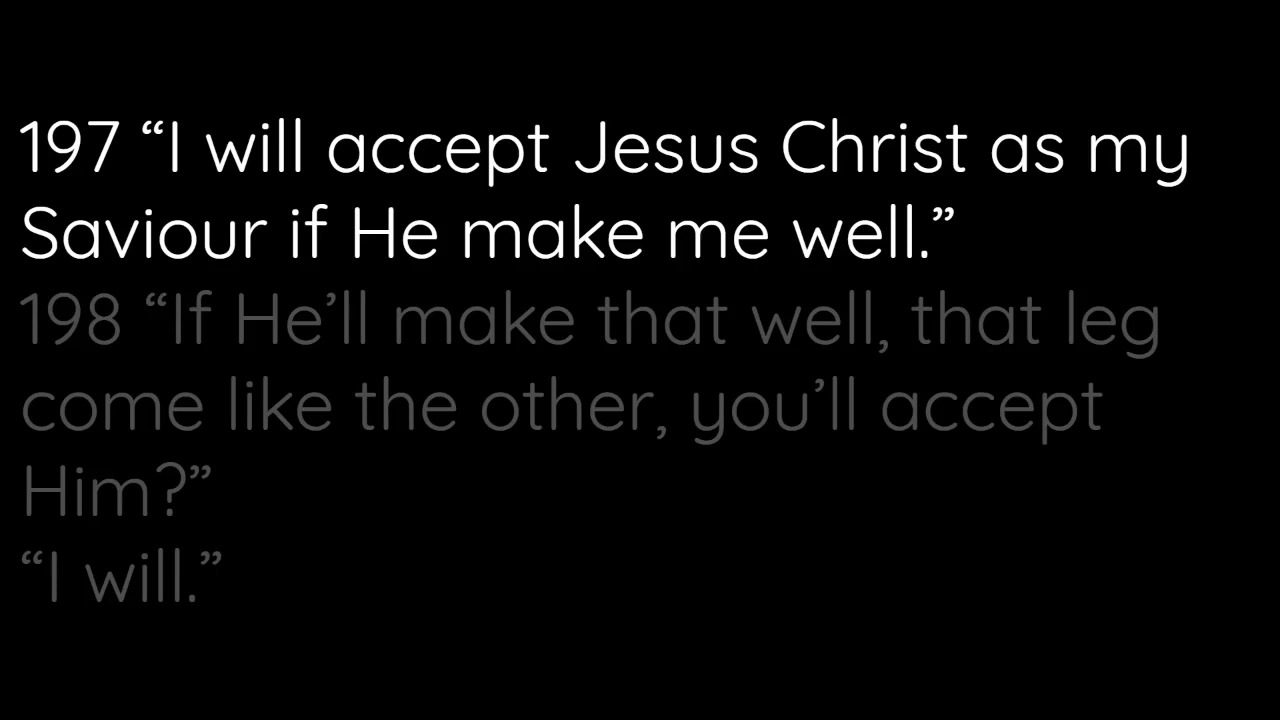 197 “I will accept Jesus Christ as my
Saviour if He make me well.”
198 “If He’ll make that well, that leg
come like the other, you’ll accept
Him?”
“I will.”